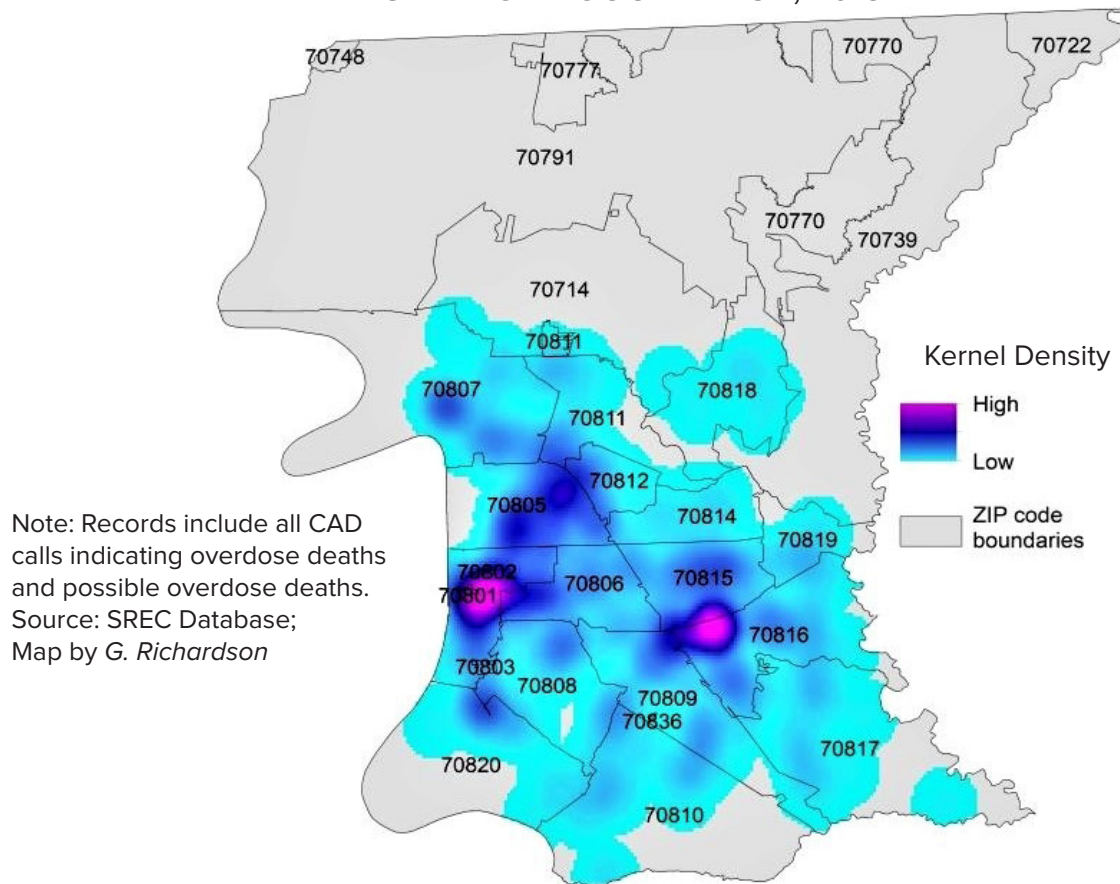 70748
70777
70770
70722
70791
70770
70739
70714
70811
70807
70818
70811
70812
70805
70814
70819
70802
70801
70806
70815
70816
70803
70808
70809
70836
70817
70820
70810
Kernel Density
High
Low
ZIP code
boundaries
Note: Records include all CAD
calls indicating overdose deaths
and possible overdose deaths.
Source: SREC Database;
Map by G. Richardson